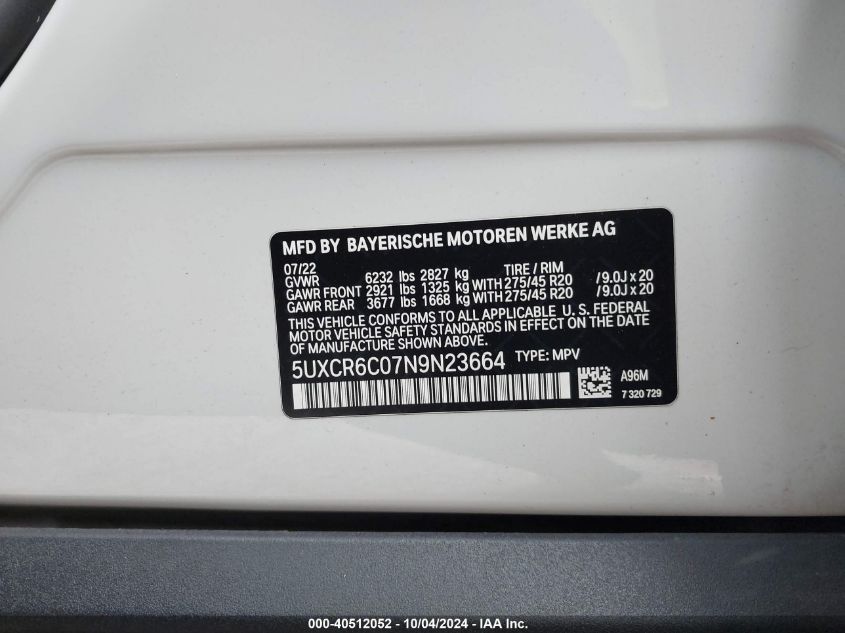 MFD BY BAYERISCHE MOTOREN WERKE AG
07/22 TIRE / RIM
GVWR 6232 lbs 2827 kg
GAWR FRONT 2921 lbs 1325 kg WITH 275/45 R20 /9.0J x 20
GAWR REAR 3677 lbs 1668 kg WITH 275/45 R20 /9.0J x 20
THIS VEHICLE CONFORMS TO ALL APPLICABLE U. S. FEDERAL
MOTOR VEHICLE SAFETY STANDARDS IN EFFECT ON THE DATE
OF MANUFACTURE SHOWN ABOVE.
5UXCR6C07N9N23664 TYPE: MPV
A96M
7 320 729
000-40512052 - 10/04/2024 - Copyright © 2024 IAA, LLC.